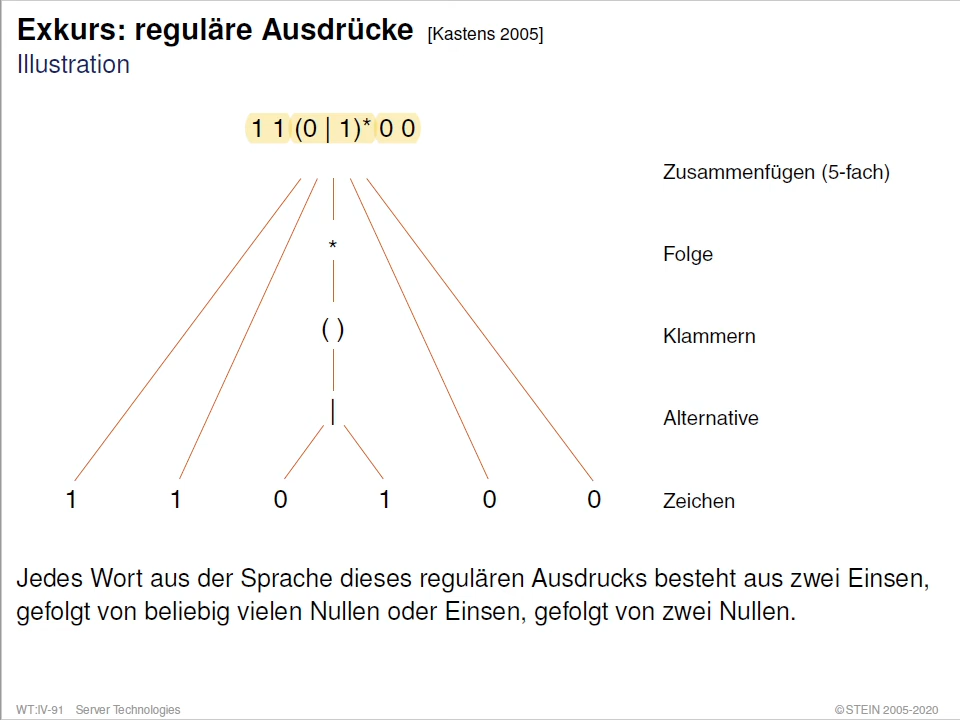 Exkurs: reguläre Ausdrücke [Kastens 2005]
Illustration
1 1 (0 | 1)* 0 0
Zusammenfügen (5-fach)
* Folge
( ) Klammern
| Alternative
1 1 0 1 0 0 Zeichen
Jedes Wort aus der Sprache dieses regulären Ausdrucks besteht aus zwei Einsen,
gefolgt von beliebig vielen Nullen oder Einsen, gefolgt von zwei Nullen.
WT:IV-91 Server Technologies ©STEIN 2005-2020